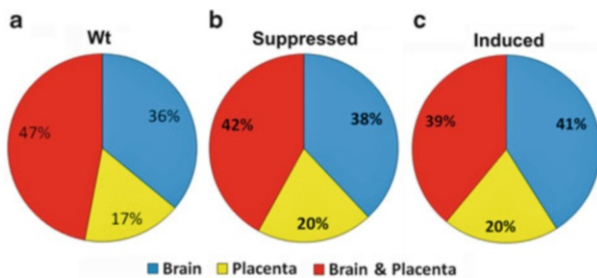 a b c
Wt Suppressed Induced
47% 36% 17%
42% 38% 20%
39% 41% 20%
Brain Placenta Brain & Placenta